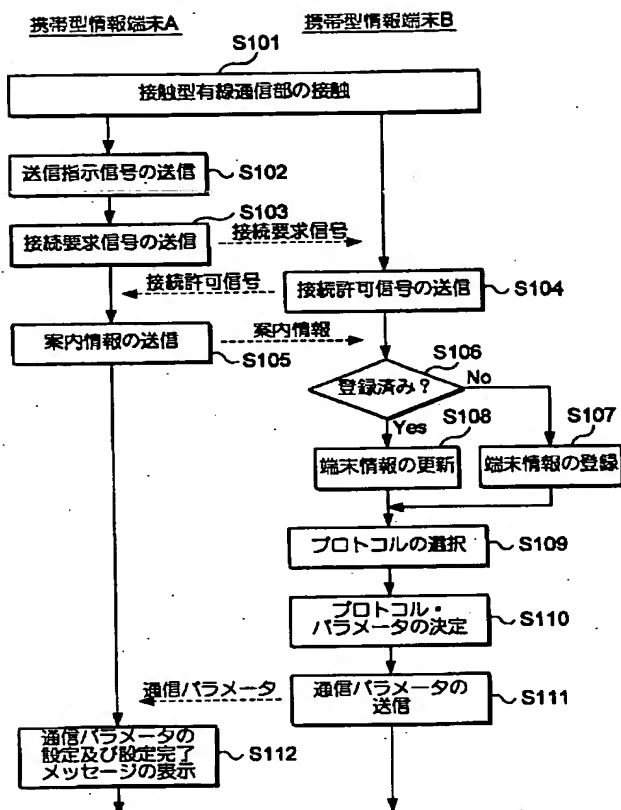 携帯型情報端末A
携帯型情報端末B
S101
接触型有線通信部の接触
送信指示信号の送信
S102
S103
接続要求信号の送信
接続要求信号
接続許可信号
接続許可信号の送信
S104
案内情報の送信
案内情報
S105
S106
登録済み？
No
Yes
S108
S107
端末情報の更新
端末情報の登録
プロトコルの選択
S109
プロトコル・
パラメータの決定
S110
通信パラメータ
通信パラメータの
送信
S111
通信パラメータの
設定及び設定完了
メッセージの表示
S112